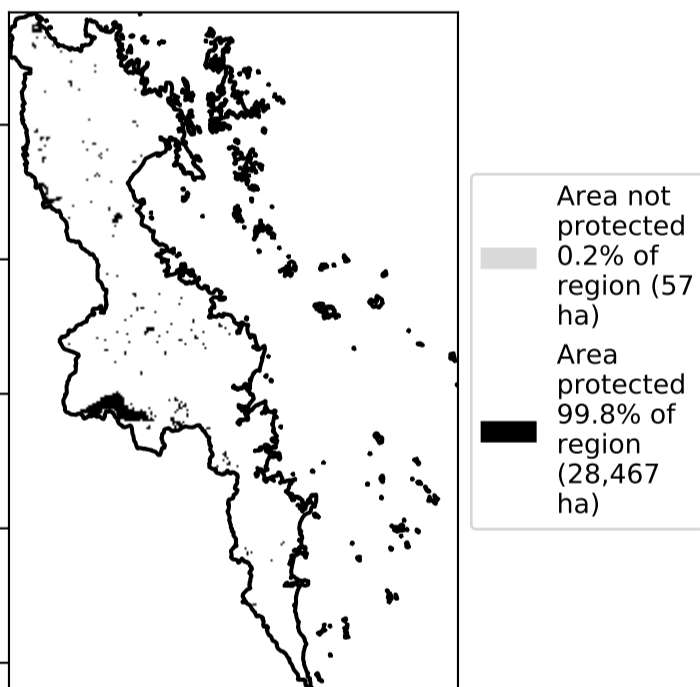 Area not
protected
0.2% of
region (57
ha)
Area
protected
99.8% of
region
(28,467
ha)